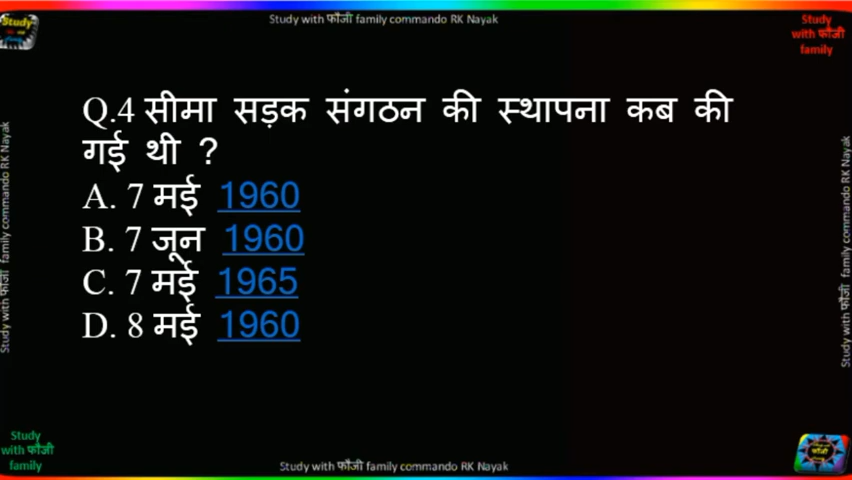 Study with फौजी family commando RK Nayak
Study
Study
with फौजी
family
Q.4 सीमा सड़क संगठन की स्थापना कब की
गई थी ?
A. 7 मई 1960
B. 7 जून 1960
C. 7 मई 1965
D. 8 मई 1960
Study with फौजी family commando RK Nayak
Study with फौजी family commando RK Nayak
Study
with फौजी
family
Study with फौजी family commando RK Nayak